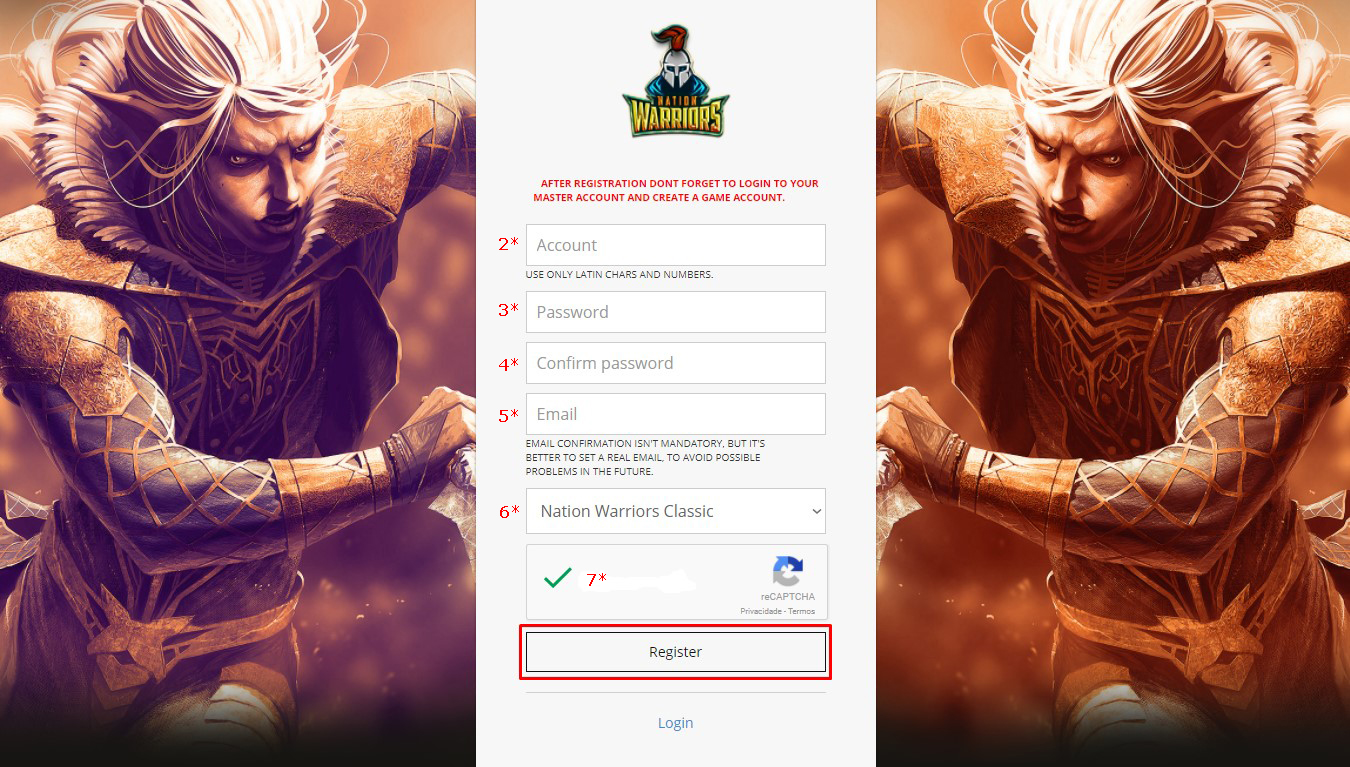 NATION
WARRIORS
AFTER REGISTRATION DONT FORGET TO LOGIN TO YOUR
MASTER ACCOUNT AND CREATE A GAME ACCOUNT.
2* Account
USE ONLY LATIN CHARS AND NUMBERS.
3* Password
4* Confirm password
5* Email
EMAIL CONFIRMATION ISN'T MANDATORY, BUT IT'S
BETTER TO SET A REAL EMAIL, TO AVOID POSSIBLE
PROBLEMS IN THE FUTURE.
6* Nation Warriors Classic
7*
reCAPTCHA
Privacidade - Termos
Register
Login